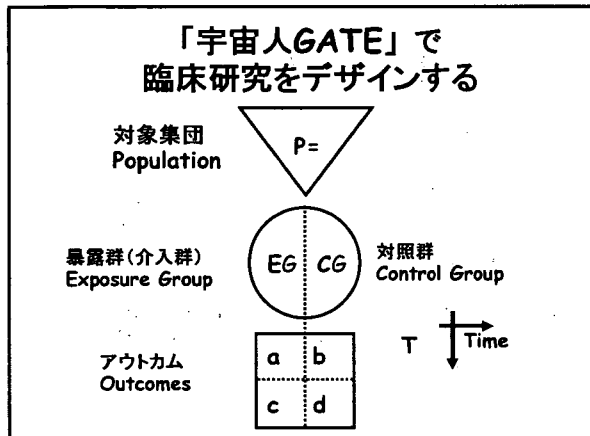 「宇宙人GATE」で
臨床研究をデザインする
対象集団
Population
P=
暴露群(介入群)
Exposure Group
EG
CG
対照群
Control Group
アウトカム
Outcomes
a
b
c
d
T
Time